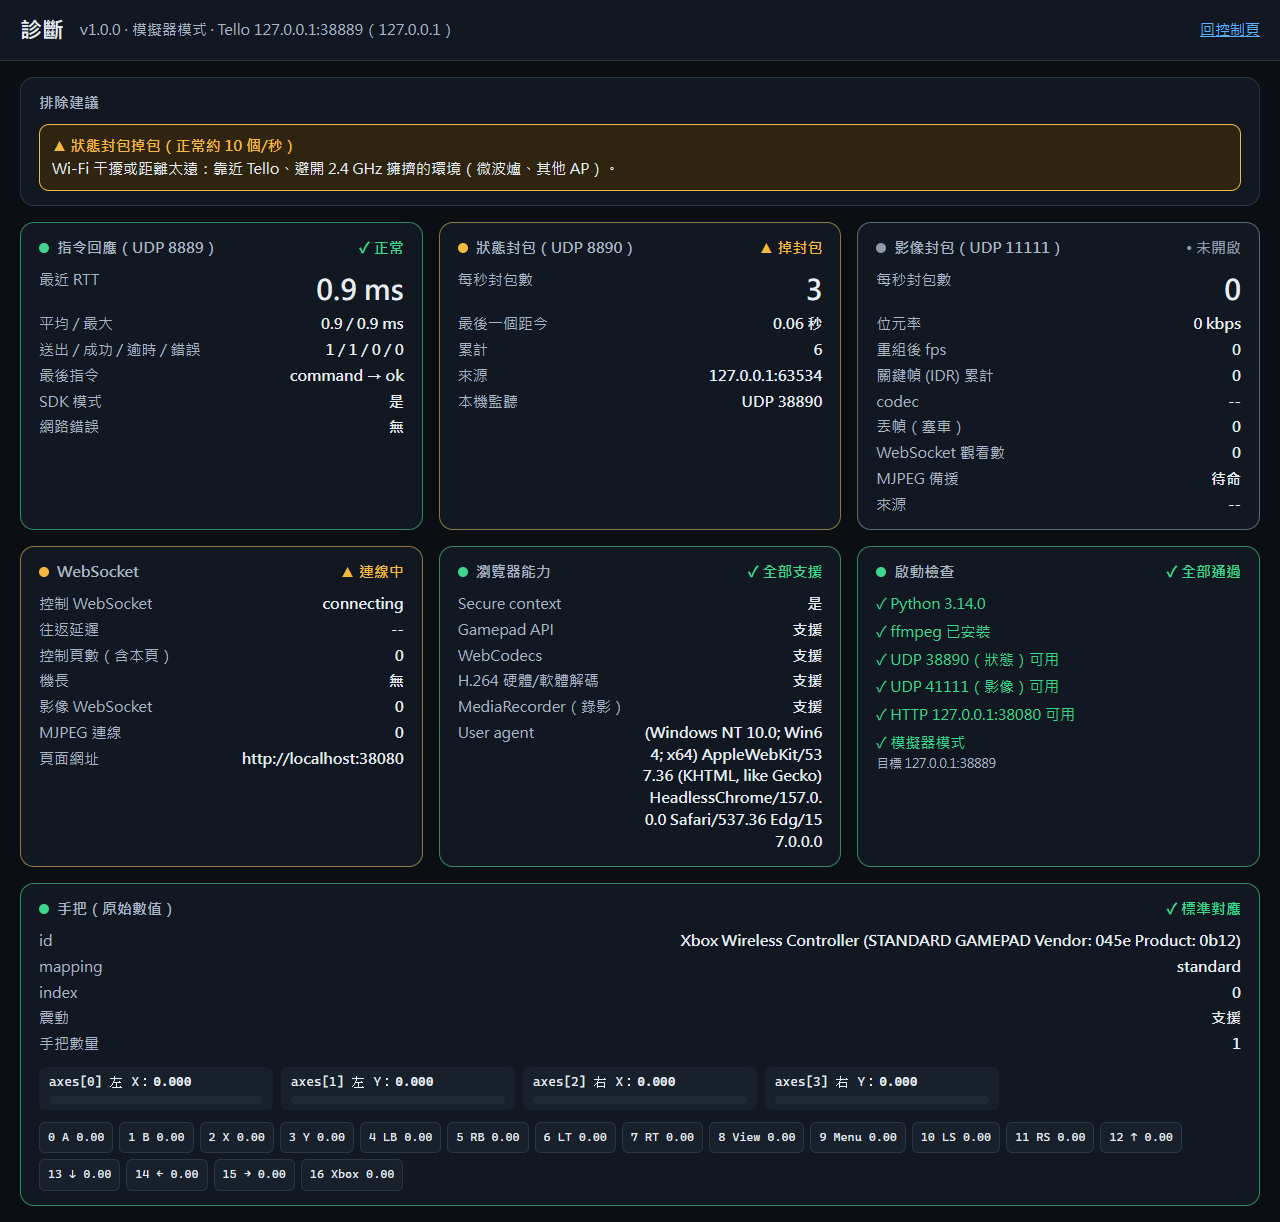 診斷 v1.0.0 · 模擬器模式 · Tello 127.0.0.1:38889（127.0.0.1） 回控制頁
排除建議
▲ 狀態封包掉包（正常約 10 個/秒）
Wi-Fi 干擾或距離太遠：靠近 Tello、避開 2.4 GHz 擁擠的環境（微波爐、其他 AP）。
指令回應（UDP 8889） ✓ 正常
最近 RTT 0.9 ms
平均 / 最大 0.9 / 0.9 ms
送出 / 成功 / 逾時 / 錯誤 1 / 1 / 0 / 0
最後指令 command → ok
SDK 模式 是
網路錯誤 無
狀態封包（UDP 8890） ▲ 掉封包
每秒封包數 3
最後一個距今 0.06 秒
累計 6
來源 127.0.0.1:63534
本機監聽 UDP 38890
影像封包（UDP 11111） • 未開啟
每秒封包數 0
位元率 0 kbps
重組後 fps 0
關鍵幀 (IDR) 累計 0
codec --
丟幀（塞車） 0
WebSocket 觀看數 0
MJPEG 備援 待命
來源 --
WebSocket ▲ 連線中
控制 WebSocket connecting
往返延遲 --
控制頁數（含本頁） 0
機長 無
影像 WebSocket 0
MJPEG 連線 0
頁面網址 http://localhost:38080
瀏覽器能力 ✓ 全部支援
Secure context 是
Gamepad API 支援
WebCodecs 支援
H.264 硬體/軟體解碼 支援
MediaRecorder（錄影） 支援
User agent (Windows NT 10.0; Win6
4; x64) AppleWebKit/53
7.36 (KHTML, like Gecko)
HeadlessChrome/157.0.
0.0 Safari/537.36 Edg/15
7.0.0.0
啟動檢查 ✓ 全部通過
✓ Python 3.14.0
✓ ffmpeg 已安裝
✓ UDP 38890（狀態）可用
✓ UDP 41111（影像）可用
✓ HTTP 127.0.0.1:38080 可用
✓ 模擬器模式
目標 127.0.0.1:38889
手把（原始數值） ✓ 標準對應
id Xbox Wireless Controller (STANDARD GAMEPAD Vendor: 045e Product: 0b12)
mapping standard
index 0
震動 支援
手把數量 1
axes[0] 左 X：0.000 axes[1] 左 Y：0.000 axes[2] 右 X：0.000 axes[3] 右 Y：0.000
0 A 0.00 1 B 0.00 2 X 0.00 3 Y 0.00 4 LB 0.00 5 RB 0.00 6 LT 0.00 7 RT 0.00 8 View 0.00 9 Menu 0.00 10 LS 0.00 11 RS 0.00 12 ↑ 0.00
13 ↓ 0.00 14 ← 0.00 15 → 0.00 16 Xbox 0.00